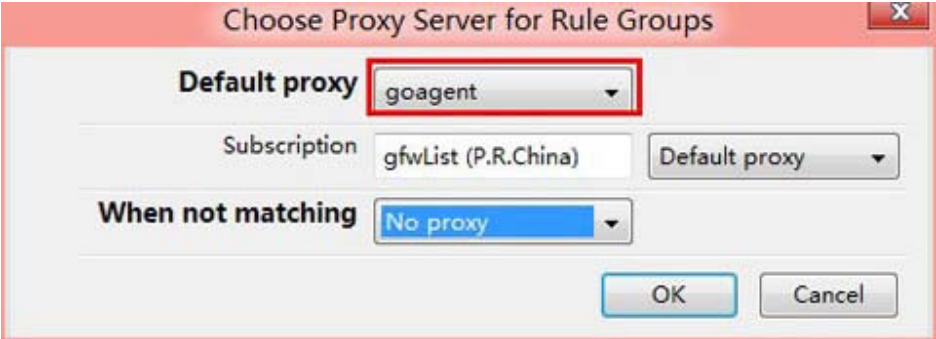 Choose Proxy Server for Rule Groups
Default proxy goagent
Subscription gfwList (P.R.China) Default proxy
When not matching No proxy
OK Cancel